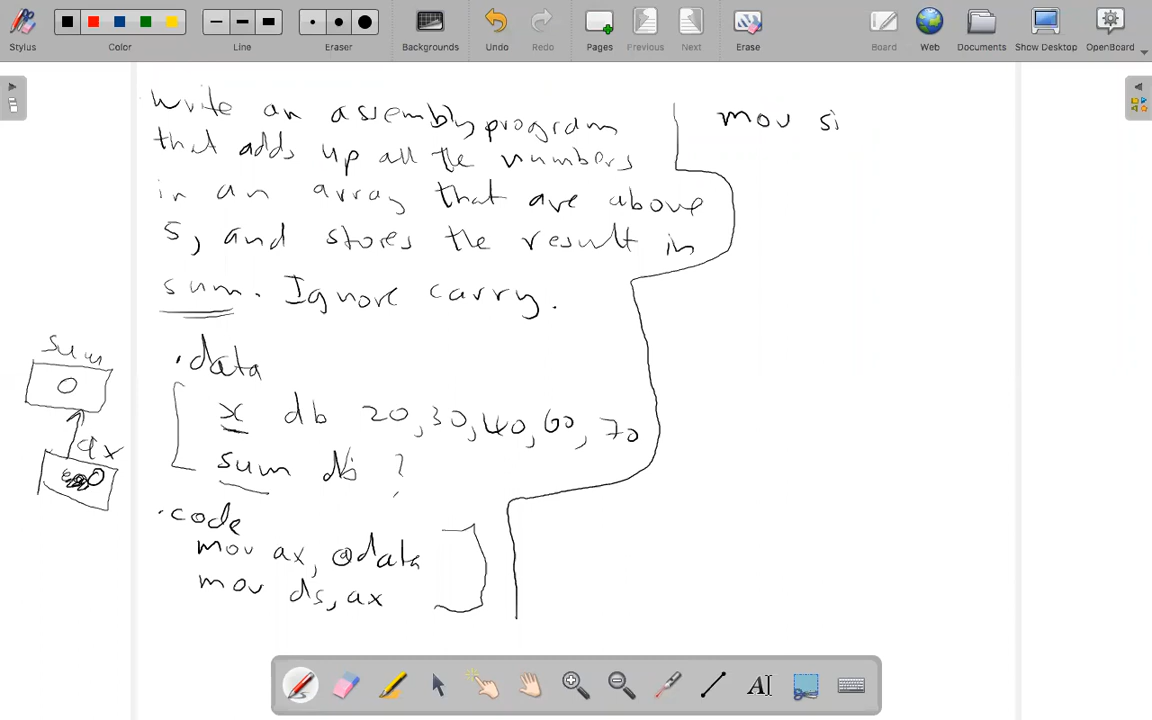 Stylus
Color
Line
Eraser
Backgrounds
Undo
Redo
Pages
Previous
Next
Erase
Board
Web
Documents
Show Desktop
OpenBoard
write an assembly program
that adds up all the numbers
in an array that are above
5, and stores the result in
sum. Ignore carry.
.data
x db 20,30,40,60,70
sum db ?
.code
mov ax, @data
mov ds, ax
mov si
sum
0
ax
0